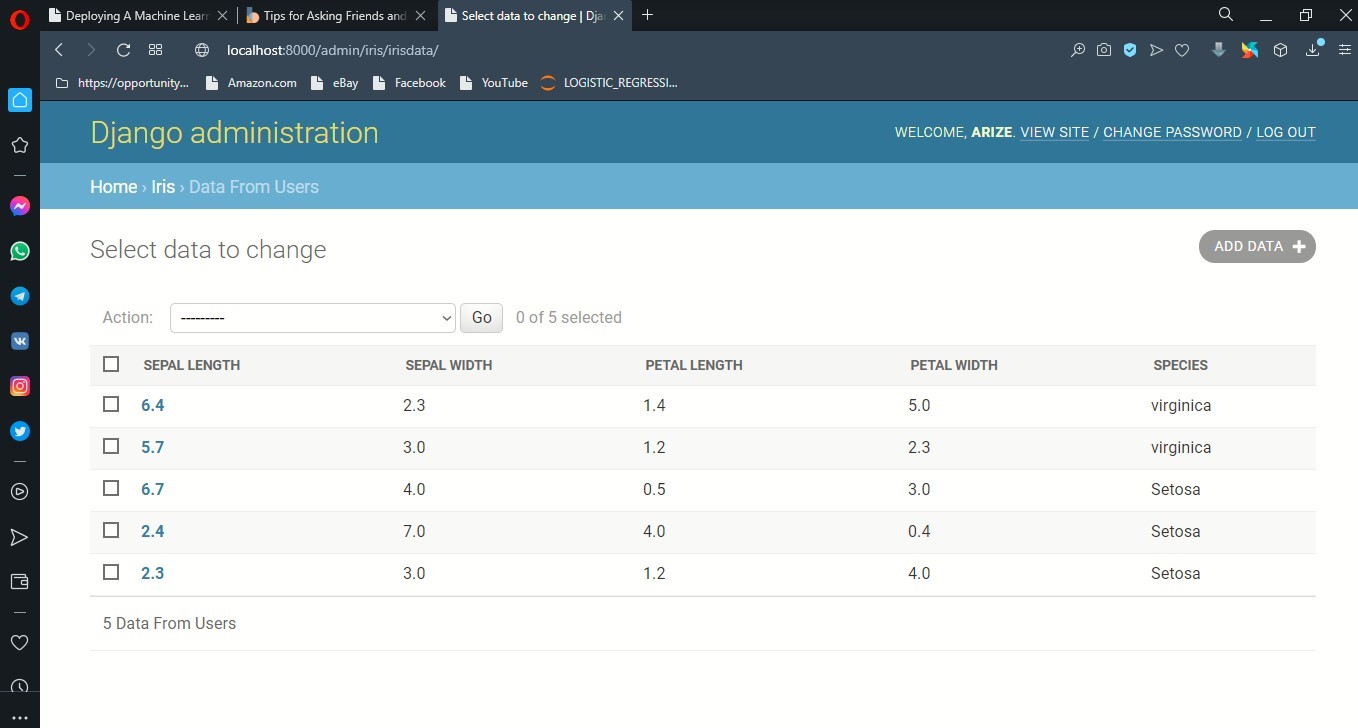 Deploying A Machine Lear Tips for Asking Friends and Select data to change | Dja
localhost:8000/admin/iris/irisdata/
https://opportunity... Amazon.com eBay Facebook YouTube LOGISTIC_REGRESSI...
Django administration
WELCOME, ARIZE. VIEW SITE / CHANGE PASSWORD / LOG OUT
Home › Iris › Data From Users
Select data to change
ADD DATA +
Action: --------- Go 0 of 5 selected
SEPAL LENGTH SEPAL WIDTH PETAL LENGTH PETAL WIDTH SPECIES
6.4 2.3 1.4 5.0 virginica
5.7 3.0 1.2 2.3 virginica
6.7 4.0 0.5 3.0 Setosa
2.4 7.0 4.0 0.4 Setosa
2.3 3.0 1.2 4.0 Setosa
5 Data From Users